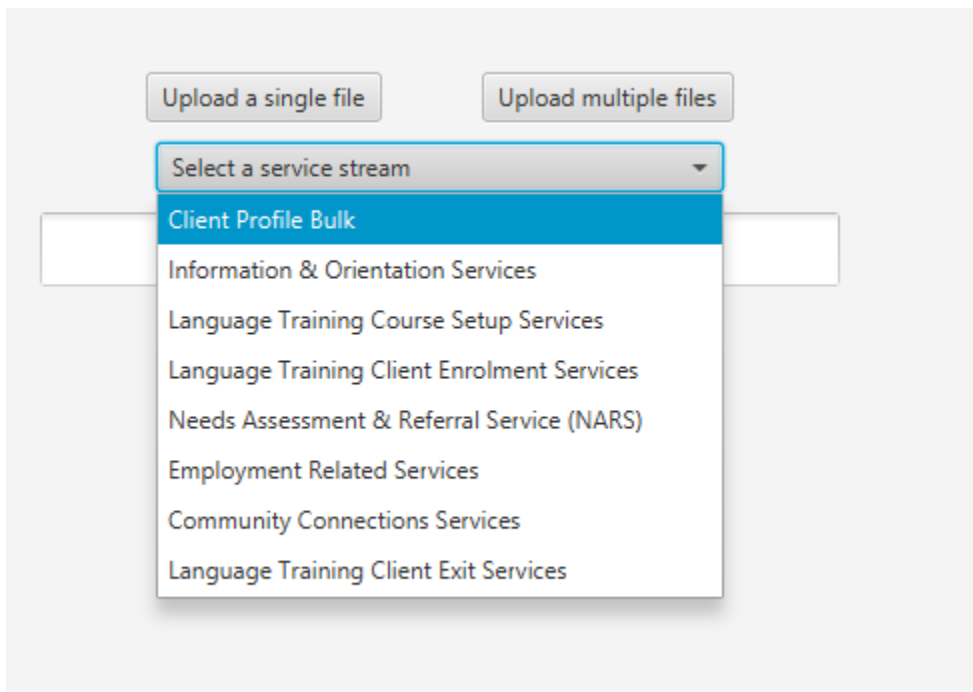 Upload a single file
Upload multiple files
Select a service stream
Client Profile Bulk
Information & Orientation Services
Language Training Course Setup Services
Language Training Client Enrolment Services
Needs Assessment & Referral Service (NARS)
Employment Related Services
Community Connections Services
Language Training Client Exit Services